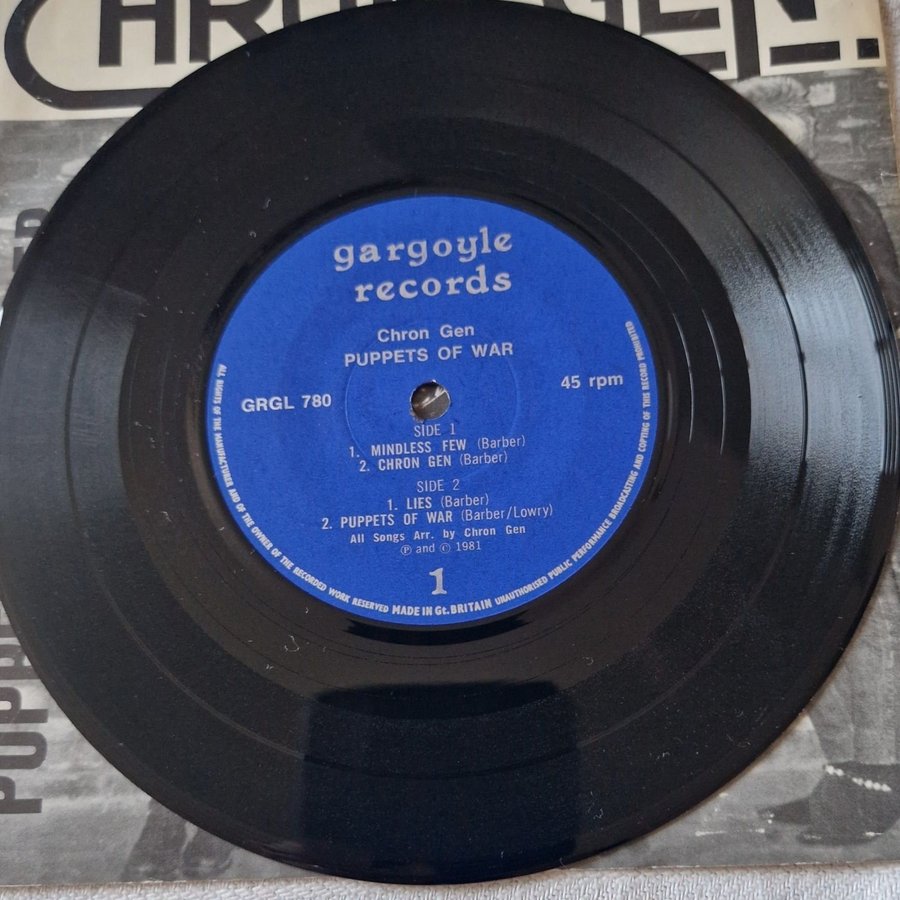 CHRON GEN.
gargoyle
records
Chron Gen
PUPPETS OF WAR
GRGL 780
45 rpm
SIDE 1
1. MINDLESS FEW (Barber)
2. CHRON GEN (Barber)
SIDE 2
1. LIES (Barber)
2. PUPPETS OF WAR (Barber/Lowry)
All Songs Arr. by Chron Gen
℗ and © 1981
1
ALL RIGHTS OF THE MANUFACTURER AND OF THE OWNER OF THE RECORDED WORK RESERVED MADE IN Gt. BRITAIN UNAUTHORISED PUBLIC PERFORMANCE BROADCASTING AND COPYING OF THIS RECORD PROHIBITED